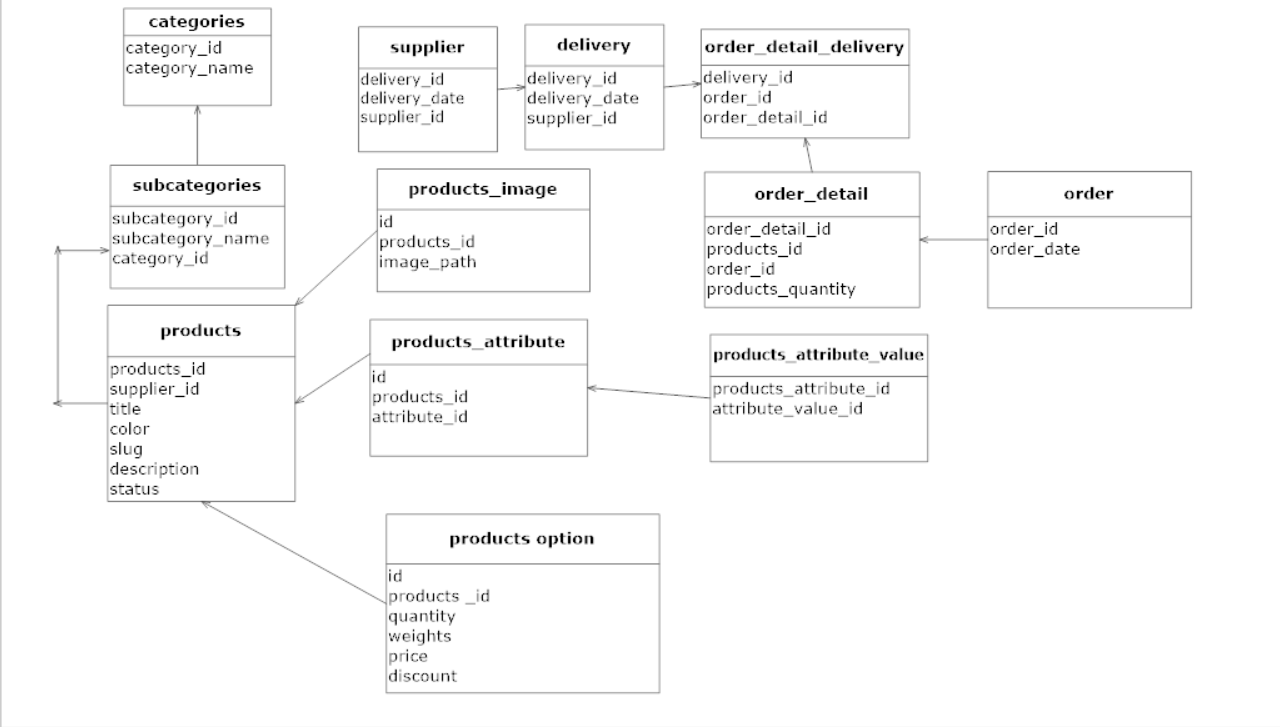 categories
category_id
category_name
supplier
delivery_id
delivery_date
supplier_id
delivery
delivery_id
delivery_date
supplier_id
order_detail_delivery
delivery_id
order_id
order_detail_id
subcategories
subcategory_id
subcategory_name
category_id
products_image
id
products_id
image_path
order_detail
order_detail_id
products_id
order_id
products_quantity
order
order_id
order_date
products
products_id
supplier_id
title
color
slug
description
status
products_attribute
id
products_id
attribute_id
products_attribute_value
products_attribute_id
attribute_value_id
products option
id
products _id
quantity
weights
price
discount